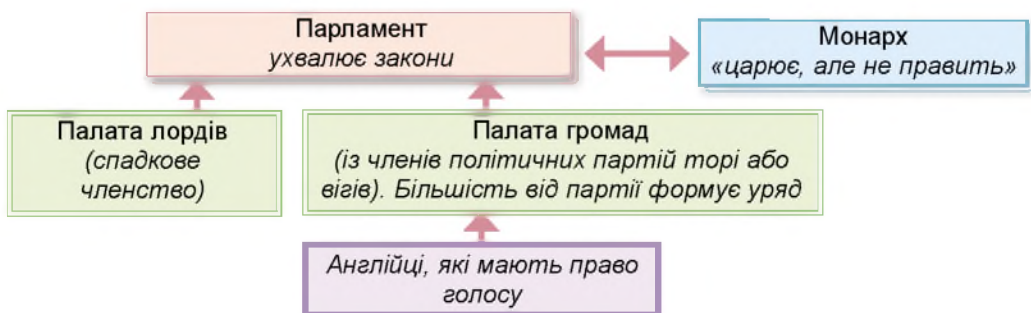 Парламент
ухвалює закони
Монарх
«царює, але не править»
Палата лордів
(спадкове
членство)
Палата громад
(із членів політичних партій торі або
вігів). Більшість від партії формує уряд
Англійці, які мають право
голосу